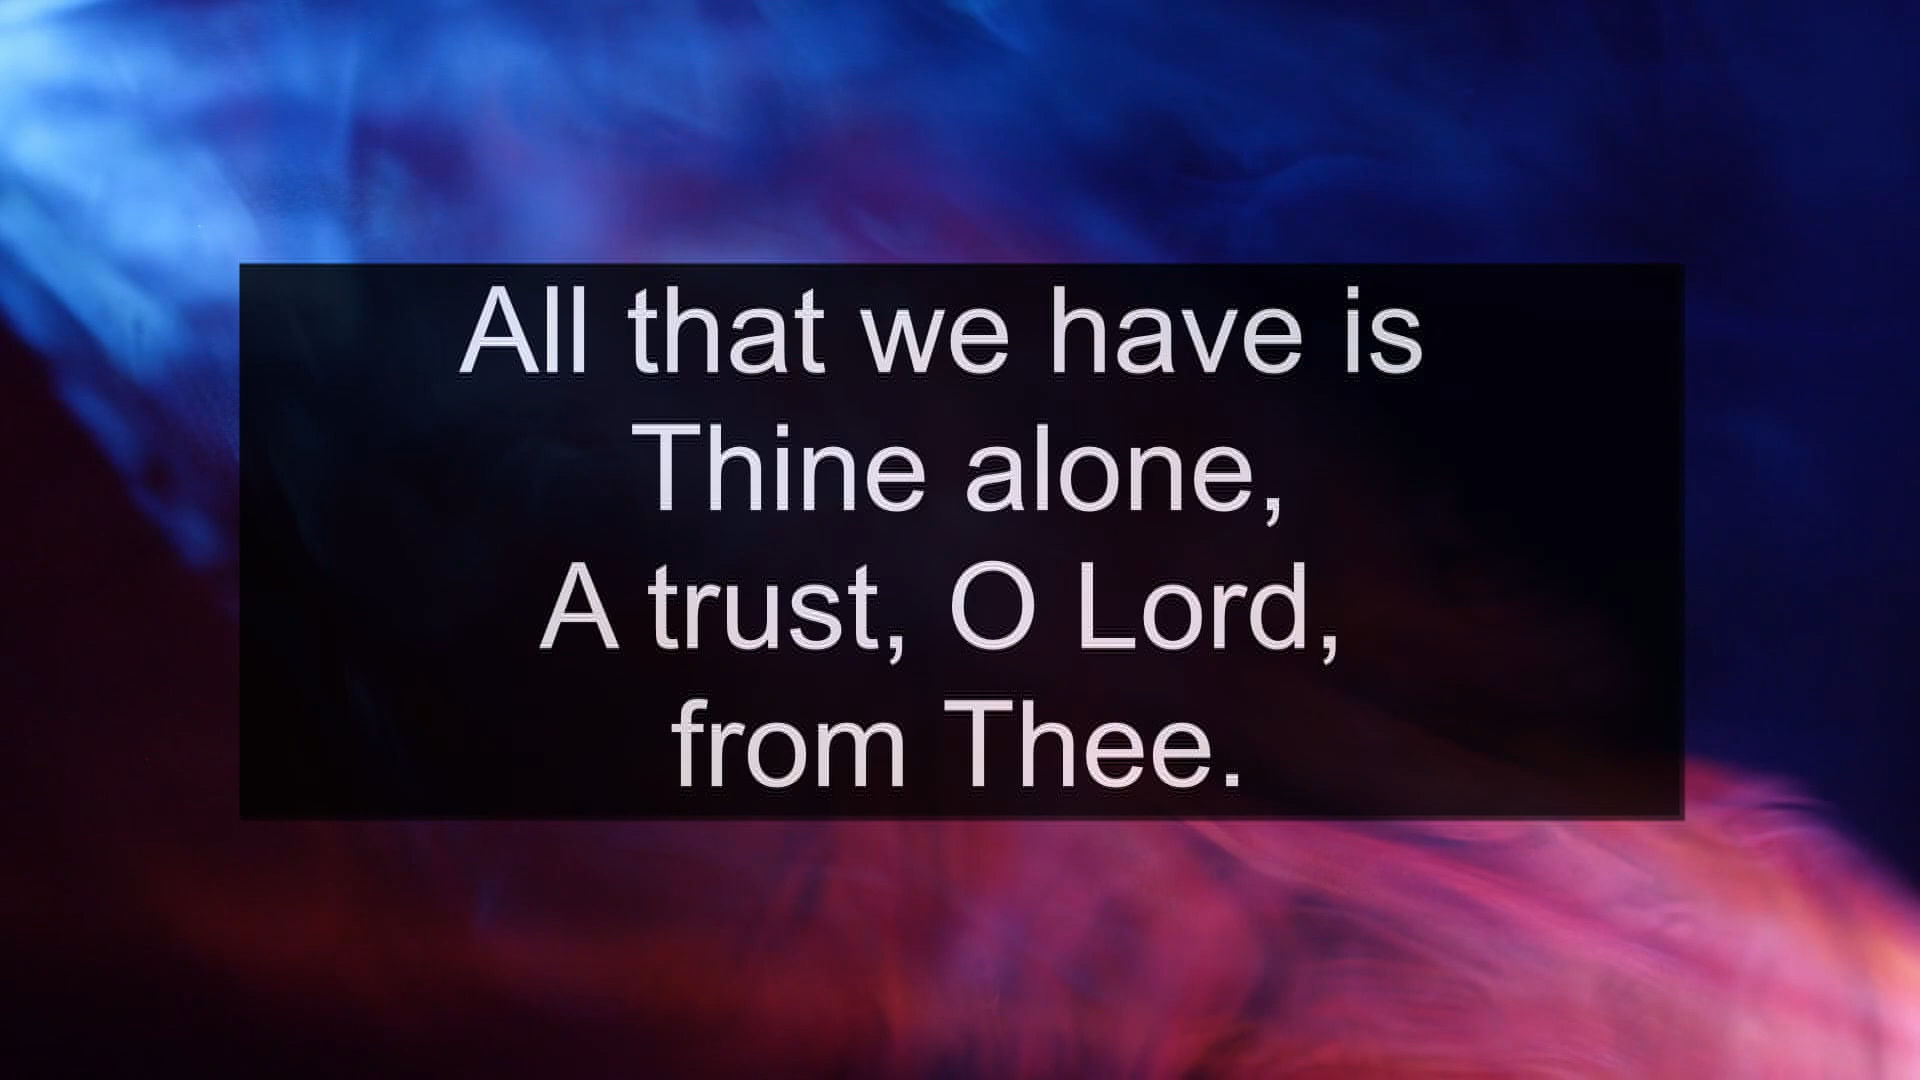 All that we have is
Thine alone,
A trust, O Lord,
from Thee.